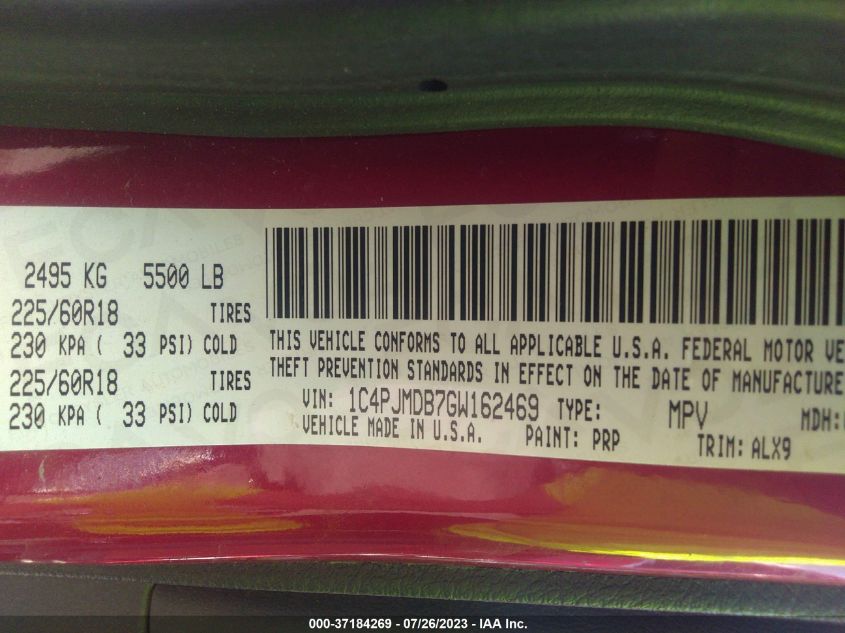 2495 KG 5500 LB
225/60R18 TIRES
230 KPA ( 33 PSI) COLD
225/60R18 TIRES
230 KPA ( 33 PSI) COLD
THIS VEHICLE CONFORMS TO ALL APPLICABLE U.S.A. FEDERAL MOTOR VE
THEFT PREVENTION STANDARDS IN EFFECT ON THE DATE OF MANUFACTURE
VIN: 1C4PJMDB7GW162469 TYPE: MPV MDH:
VEHICLE MADE IN U.S.A. PAINT: PRP TRIM: ALX9
000-37184269 - 07/26/2023 - IAA Inc.